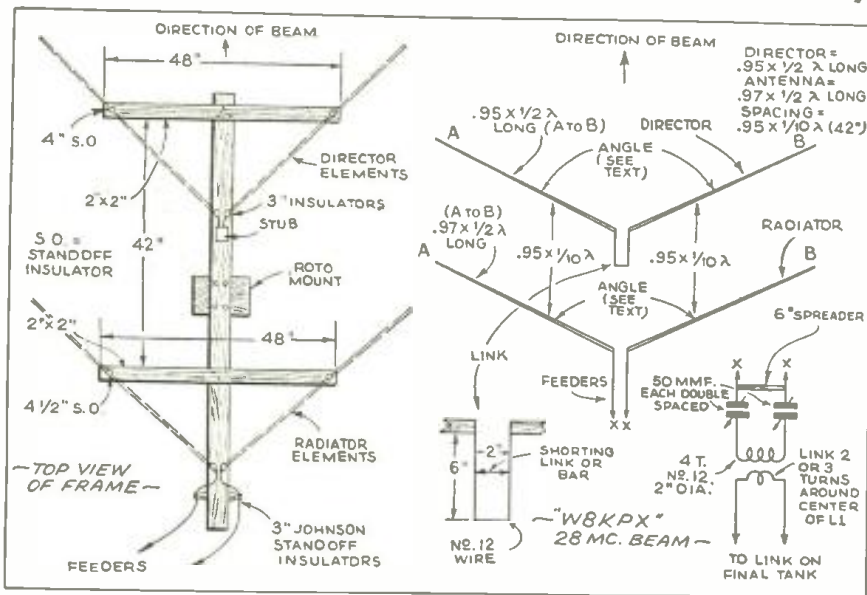 DIRECTION OF BEAM
48"
4" S.O
2"x2"
DIRECTOR
ELEMENTS
3" INSULATORS
STUB
S O =
STANDOFF
INSULATOR
42"
ROTO
MOUNT
2"x2"
48"
4 1/2" S.O
RADIATOR
ELEMENTS
~TOP VIEW
OF FRAME~
3" JOHNSON
STANDOFF
INSULATORS
FEEDERS
DIRECTION OF BEAM
DIRECTOR =
.95 x 1/2 λ LONG
ANTENNA =
.97 x 1/2 λ LONG
SPACING =
.95 x 1/10 λ (42")
A
.95 x 1/2 λ
LONG (A TO B)
DIRECTOR
B
ANGLE
(SEE
TEXT)
(A TO B)
.97 x 1/2 λ
LONG
A
.95 x 1/10 λ
.95 x 1/10 λ
RADIATOR
B
ANGLE
(SEE
TEXT)
6" SPREADER
LINK
FEEDERS
X X
X X
50 MMF.
EACH DOUBLE
SPACED
6"
2"
SHORTING
LINK OR
BAR
NO. 12
WIRE
4 T.
NO. 12
2" DIA.
LINK 2
OR 3
TURNS
AROUND
CENTER
OF L1
~"W8KPX"
28 MC. BEAM~
TO LINK ON
FINAL TANK